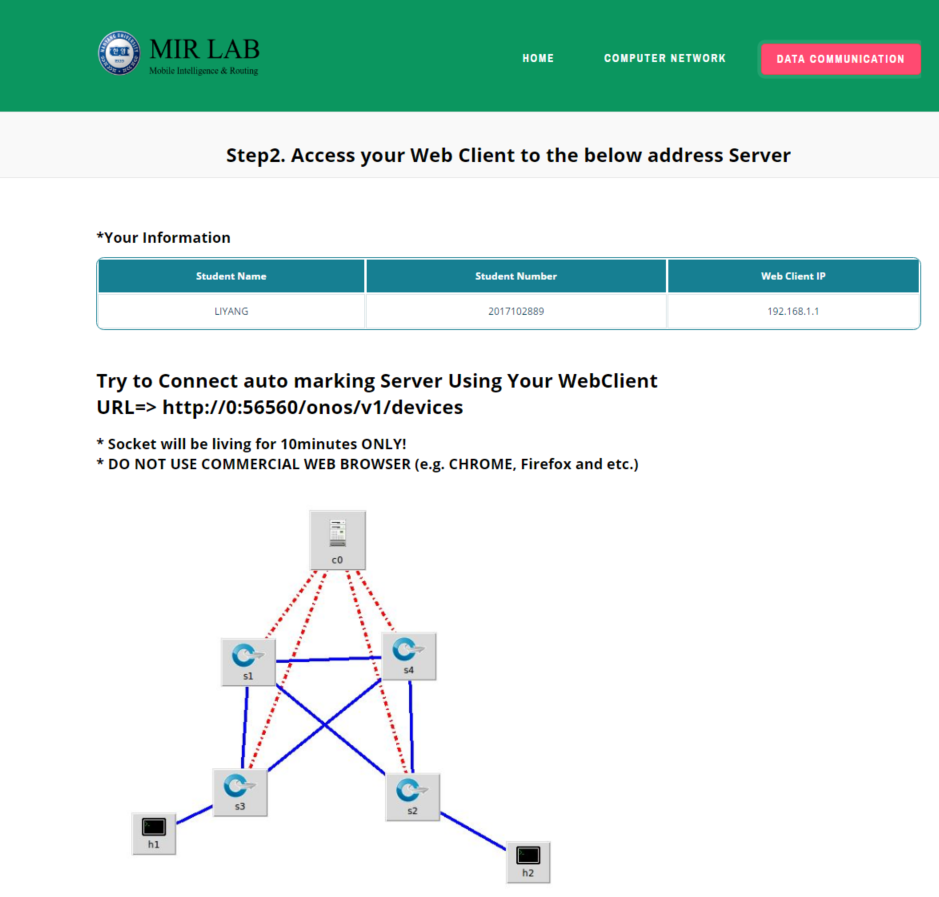 MIR LAB
Mobile Intelligence & Routing
HOME
COMPUTER NETWORK
DATA COMMUNICATION
Step2. Access your Web Client to the below address Server
*Your Information
Student Name Student Number Web Client IP
LIYANG 2017102889 192.168.1.1
Try to Connect auto marking Server Using Your WebClient
URL=> http://0:56560/onos/v1/devices
* Socket will be living for 10minutes ONLY!
* DO NOT USE COMMERCIAL WEB BROWSER (e.g. CHROME, Firefox and etc.)
c0
s1
s4
s3
s2
h1
h2